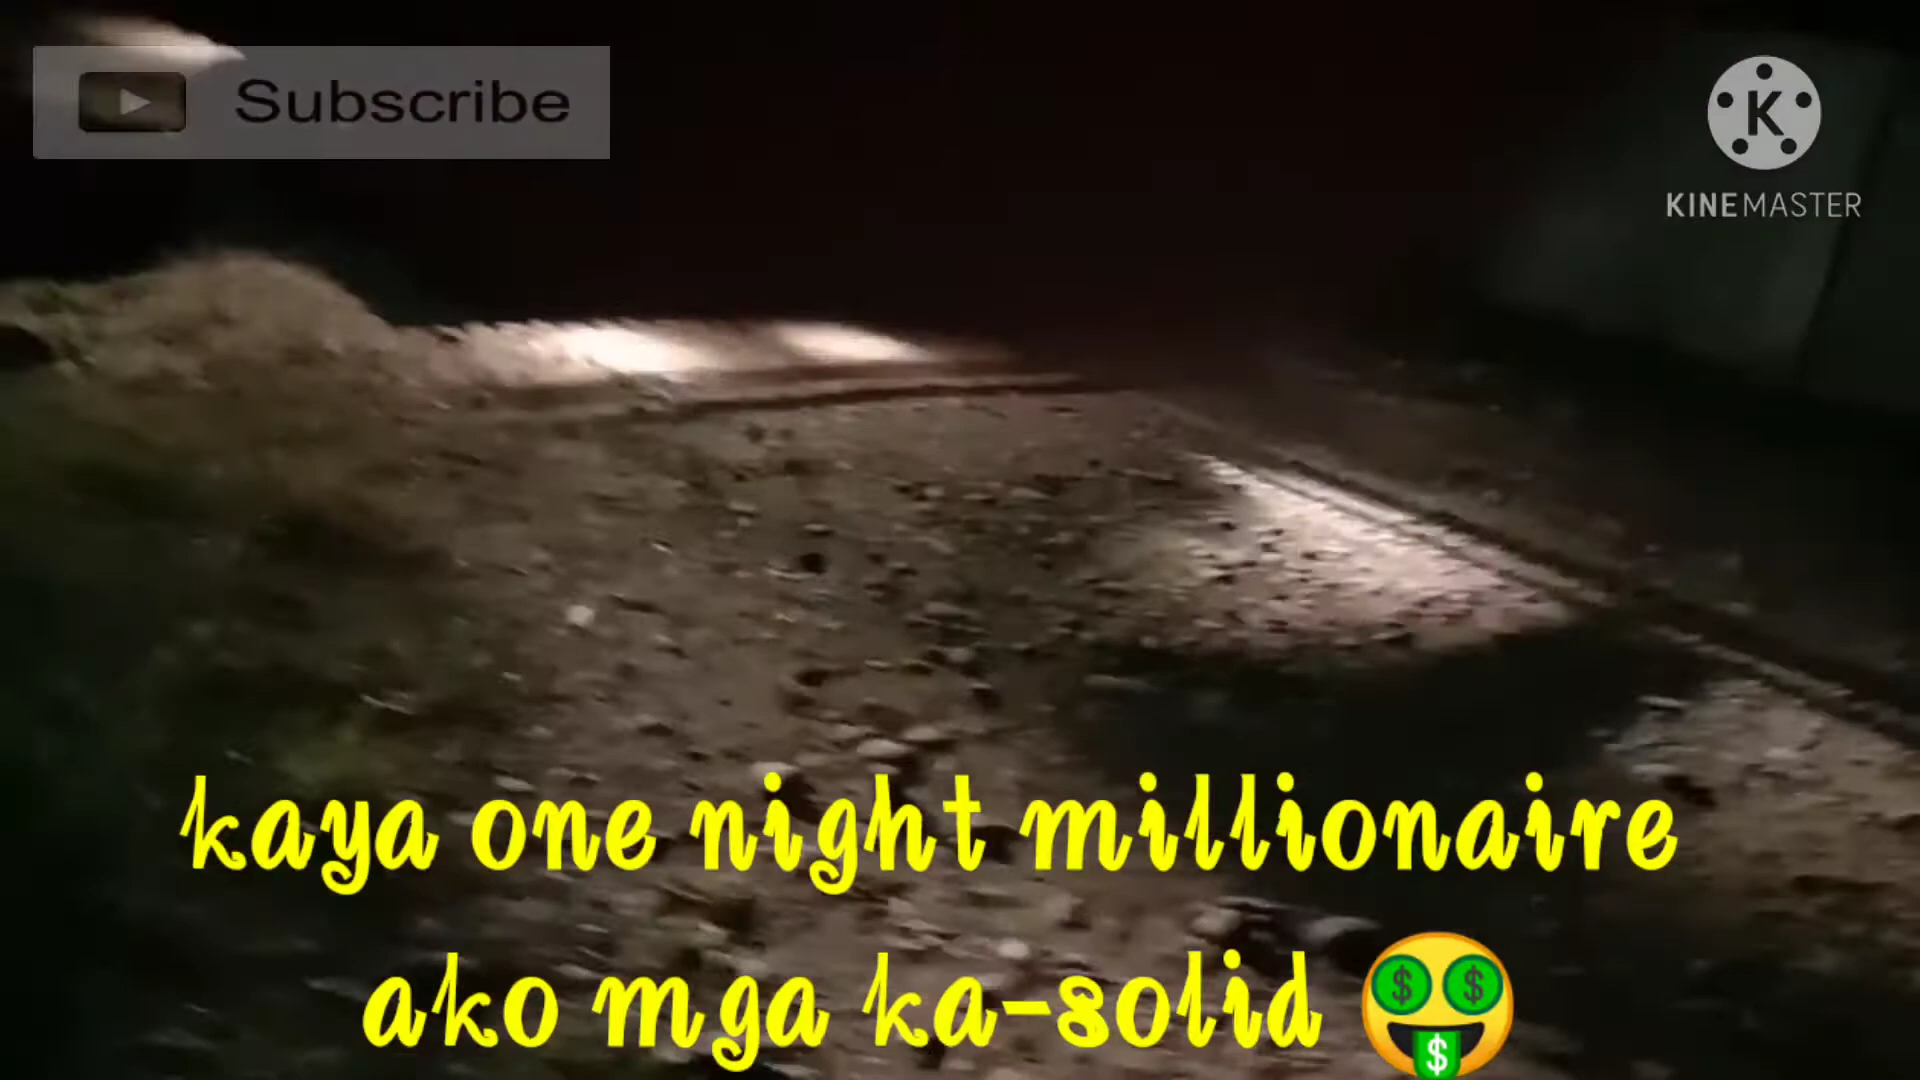 Subscribe
K
KINEMASTER
kaya one night millionaire
ako mga ka-solid